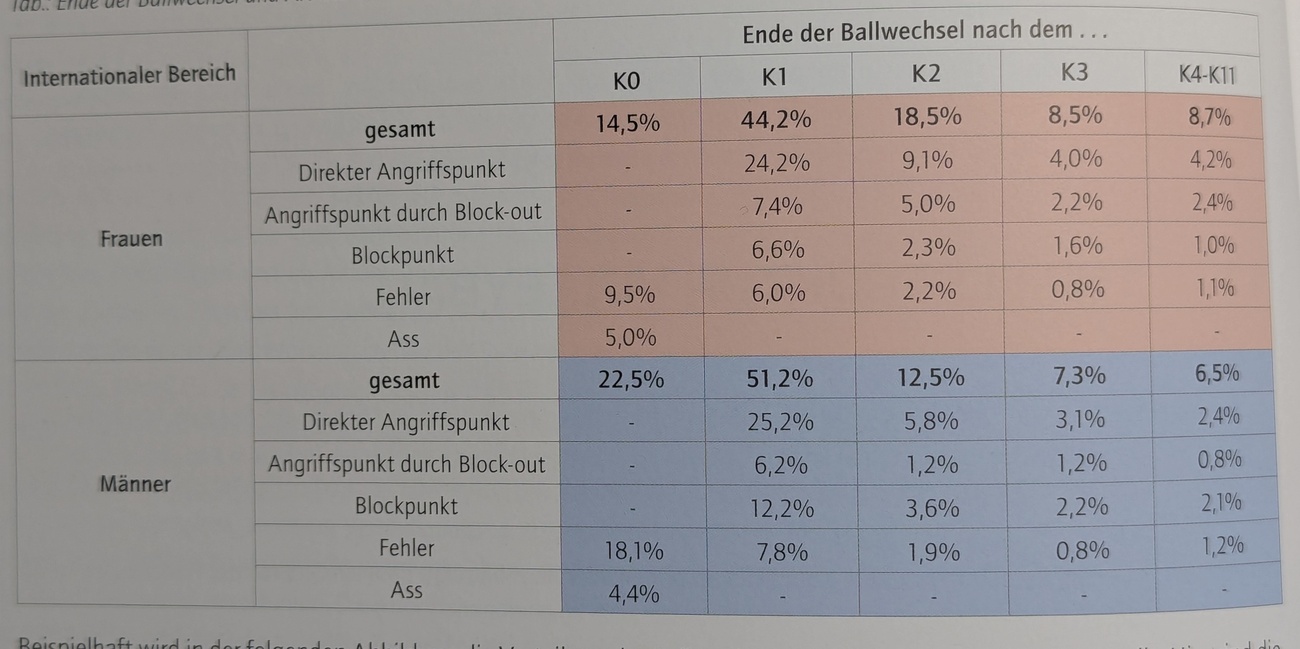 Tab.: Ende der Ballwechsel und
Ende der Ballwechsel nach dem . . .
Internationaler Bereich
K0 K1 K2 K3 K4-K11
Frauen
gesamt 14,5% 44,2% 18,5% 8,5% 8,7%
Direkter Angriffspunkt - 24,2% 9,1% 4,0% 4,2%
Angriffspunkt durch Block-out - 7,4% 5,0% 2,2% 2,4%
Blockpunkt - 6,6% 2,3% 1,6% 1,0%
Fehler 9,5% 6,0% 2,2% 0,8% 1,1%
Ass 5,0% - - - -
Männer
gesamt 22,5% 51,2% 12,5% 7,3% 6,5%
Direkter Angriffspunkt - 25,2% 5,8% 3,1% 2,4%
Angriffspunkt durch Block-out - 6,2% 1,2% 1,2% 0,8%
Blockpunkt - 12,2% 3,6% 2,2% 2,1%
Fehler 18,1% 7,8% 1,9% 0,8% 1,2%
Ass 4,4% - - - -
Beispielhaft wird in der folgenden